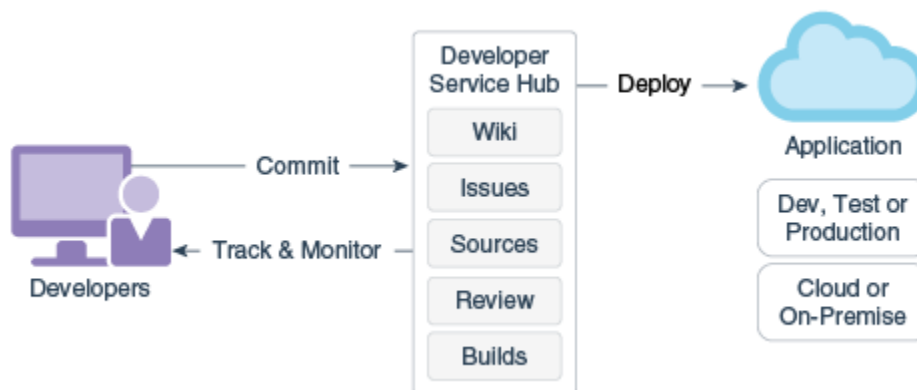 Developer
Service Hub
Wiki
Issues
Sources
Review
Builds
Commit
Track & Monitor
Developers
Deploy
Application
Dev, Test or
Production
Cloud or
On-Premise